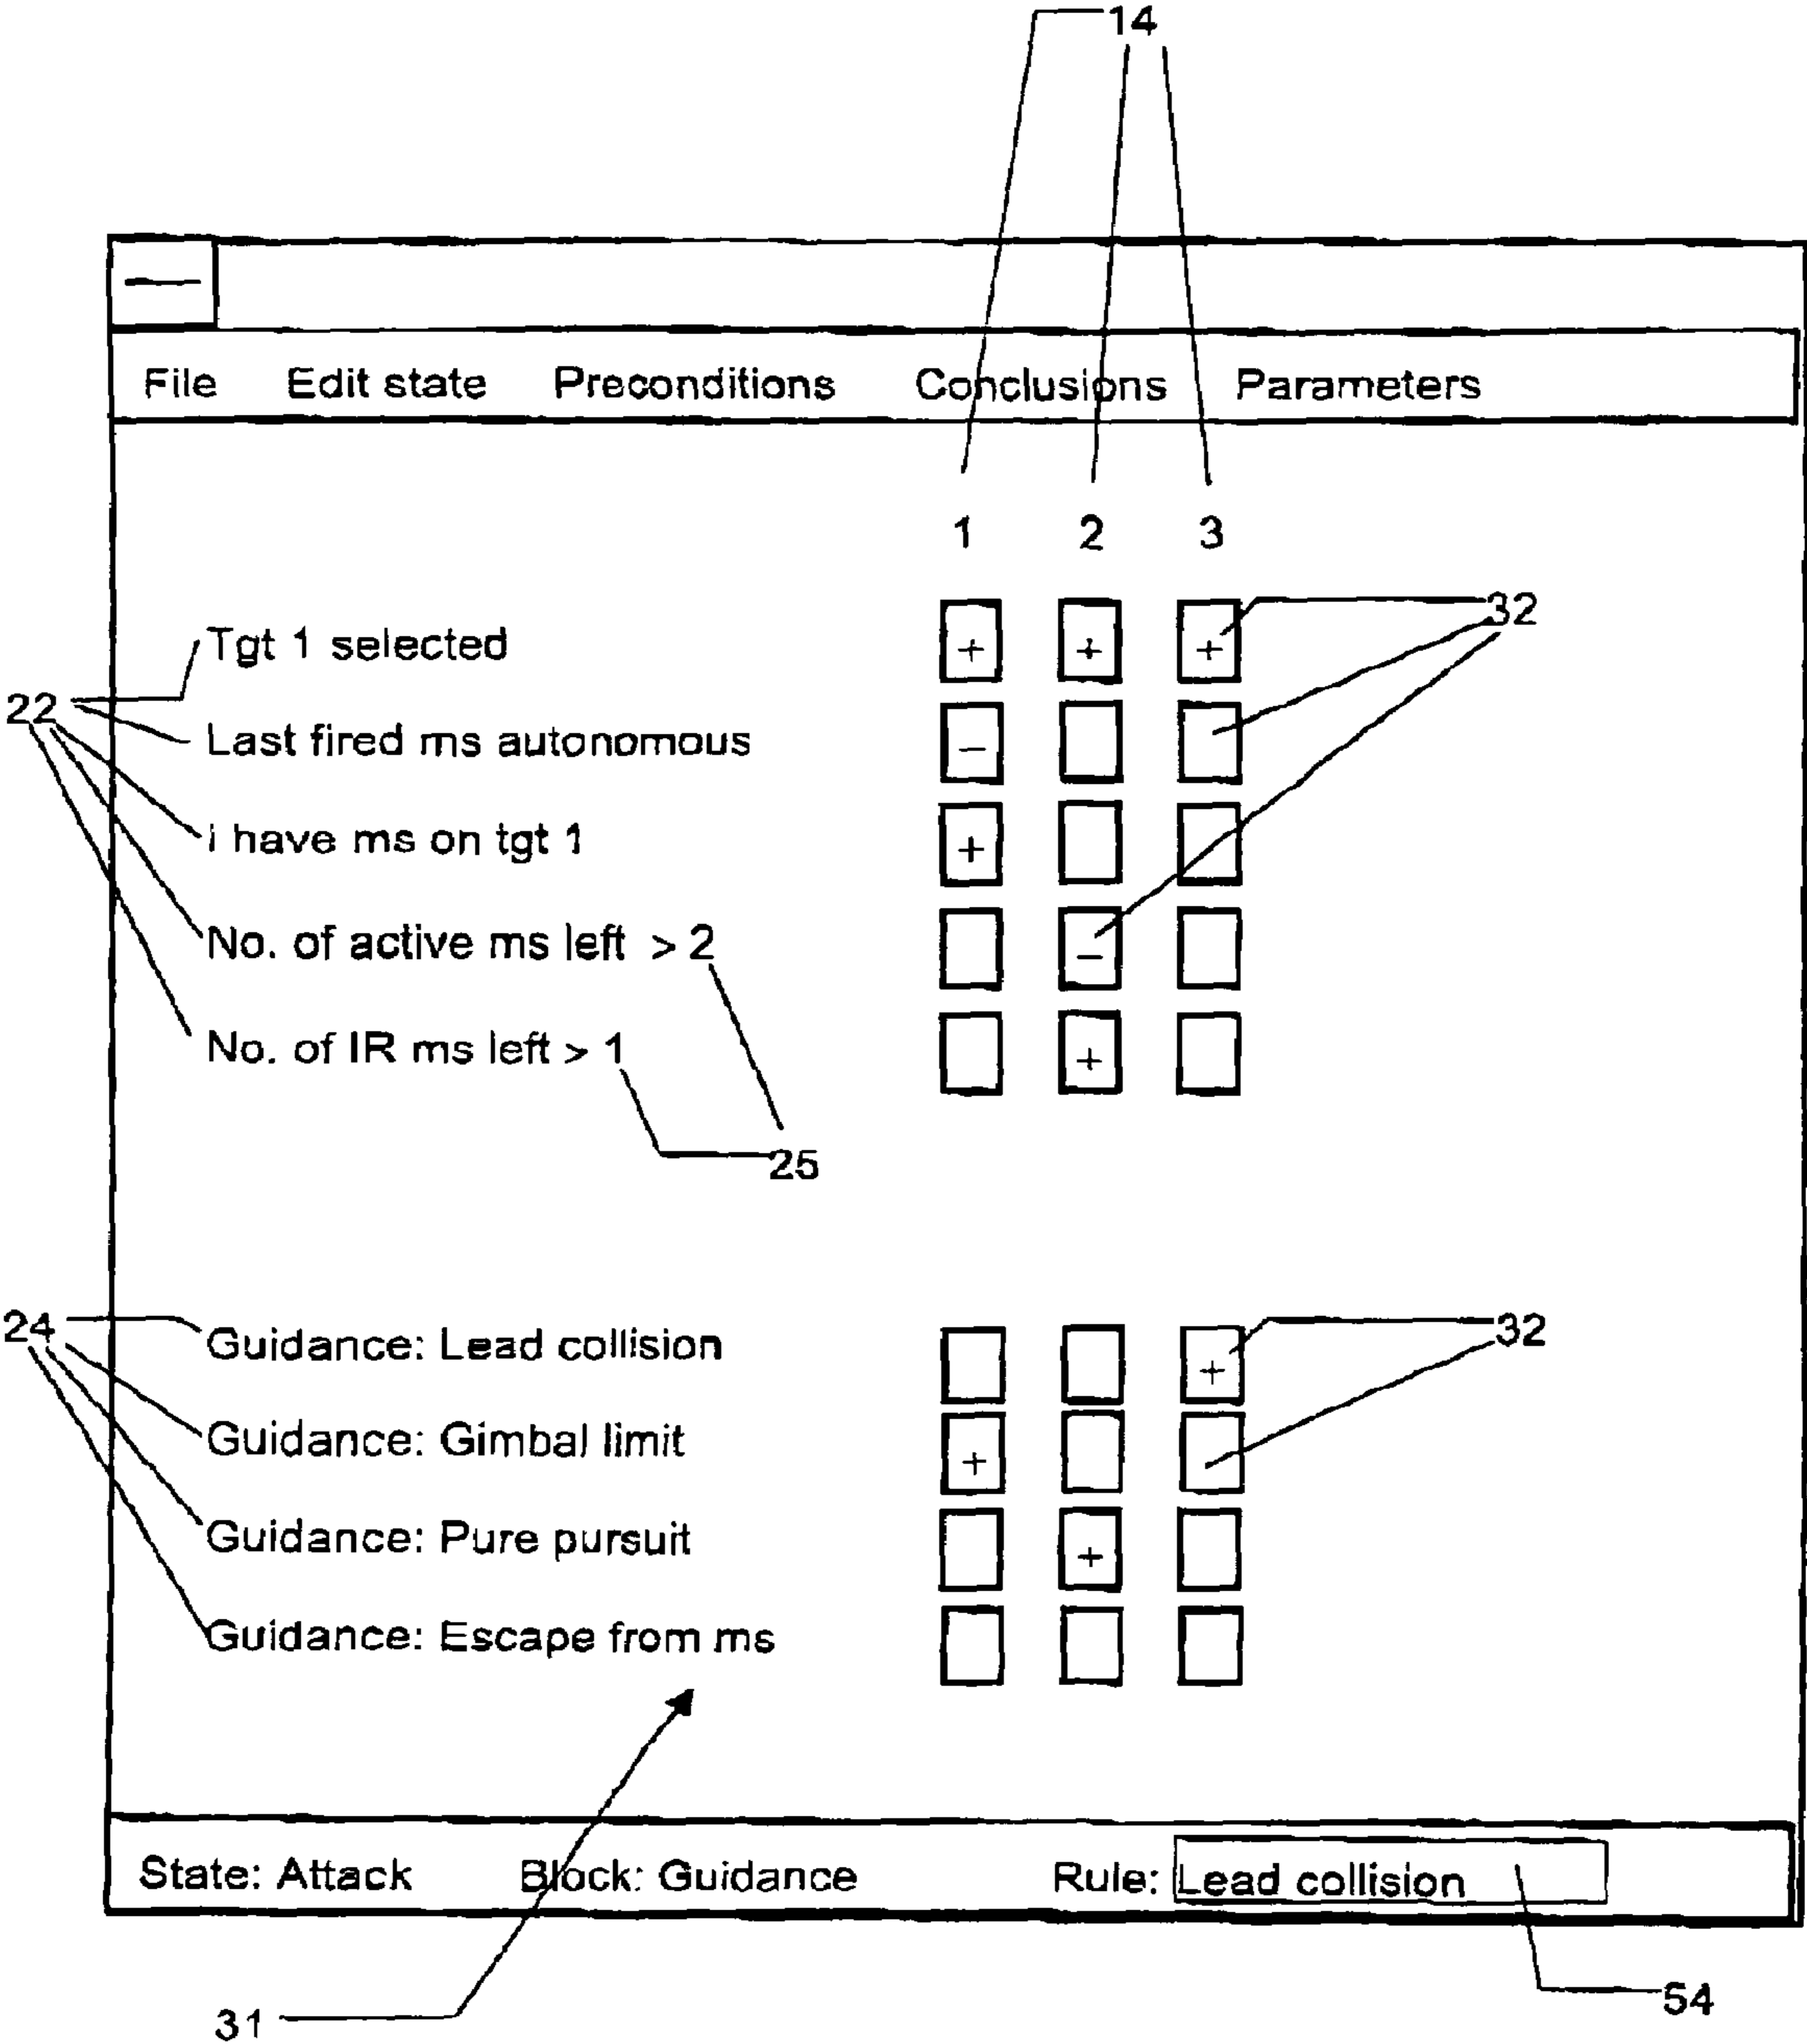 14
File Edit state Preconditions Conclusions Parameters
1 2 3
32
Tgt 1 selected + + +
22
Last fired ms autonomous −
i have ms on tgt 1 +
No. of active ms left > 2 −
No. of IR ms left > 1 +
25
24
32
Guidance: Lead collision +
Guidance: Gimbal limit +
Guidance: Pure pursuit +
Guidance: Escape from ms
State: Attack Block: Guidance Rule: Lead collision
54
31